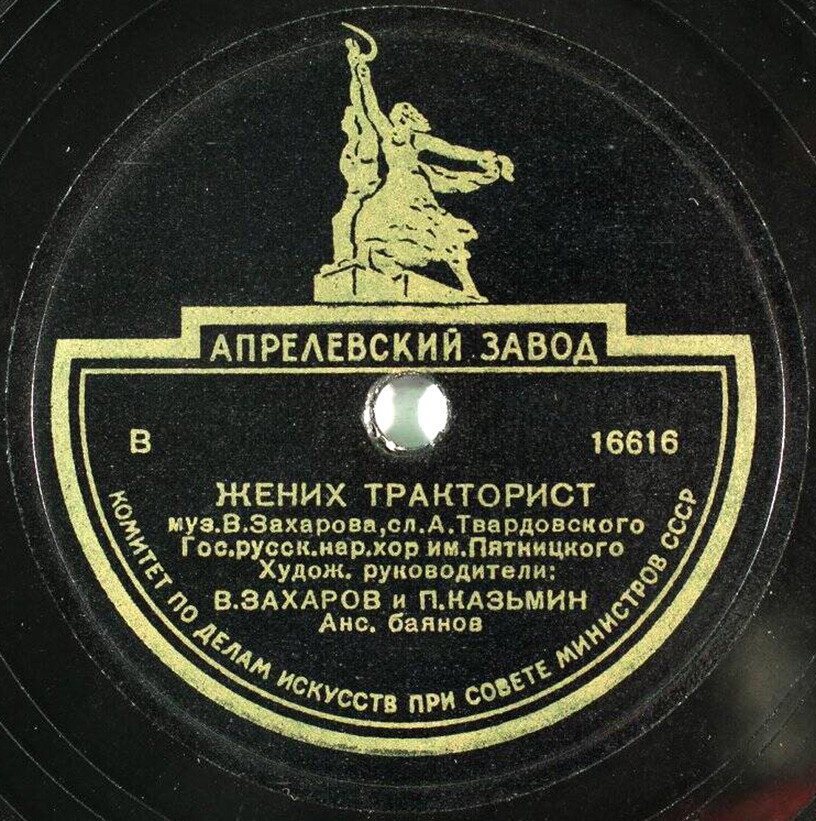 АПРЕЛЕВСКИЙ ЗАВОД
В 16616
ЖЕНИХ ТРАКТОРИСТ
муз.В.Захарова,сл.А.Твардовского
Гос.русск.нар.хор им.Пятницкого
Худож. руководители:
В.ЗАХАРОВ и П.КАЗЬМИН
Анс. баянов
КОМИТЕТ ПО ДЕЛАМ ИСКУССТВ ПРИ СОВЕТЕ МИНИСТРОВ СССР